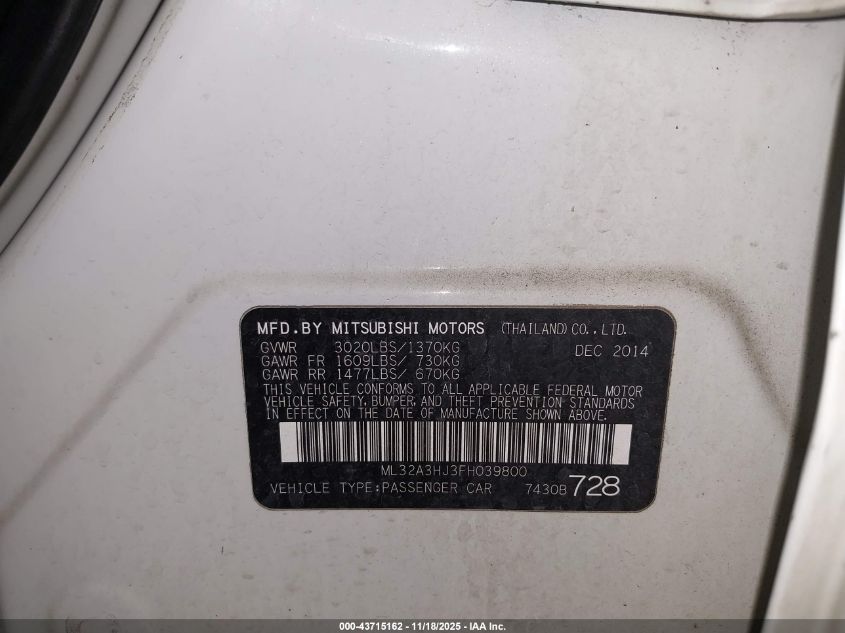 MFD.BY MITSUBISHI MOTORS (THAILAND) CO.,LTD.
GVWR 3020LBS/1370KG DEC 2014
GAWR FR 1609LBS/ 730KG
GAWR RR 1477LBS/ 670KG
THIS VEHICLE CONFORMS TO ALL APPLICABLE FEDERAL MOTOR
VEHICLE SAFETY, BUMPER, AND THEFT PREVENTION STANDARDS
IN EFFECT ON THE DATE OF MANUFACTURE SHOWN ABOVE.
ML32A3HJ3FH039800
VEHICLE TYPE:PASSENGER CAR 7430B 728
000-43715162 - 11/18/2025 - © IAA Inc.